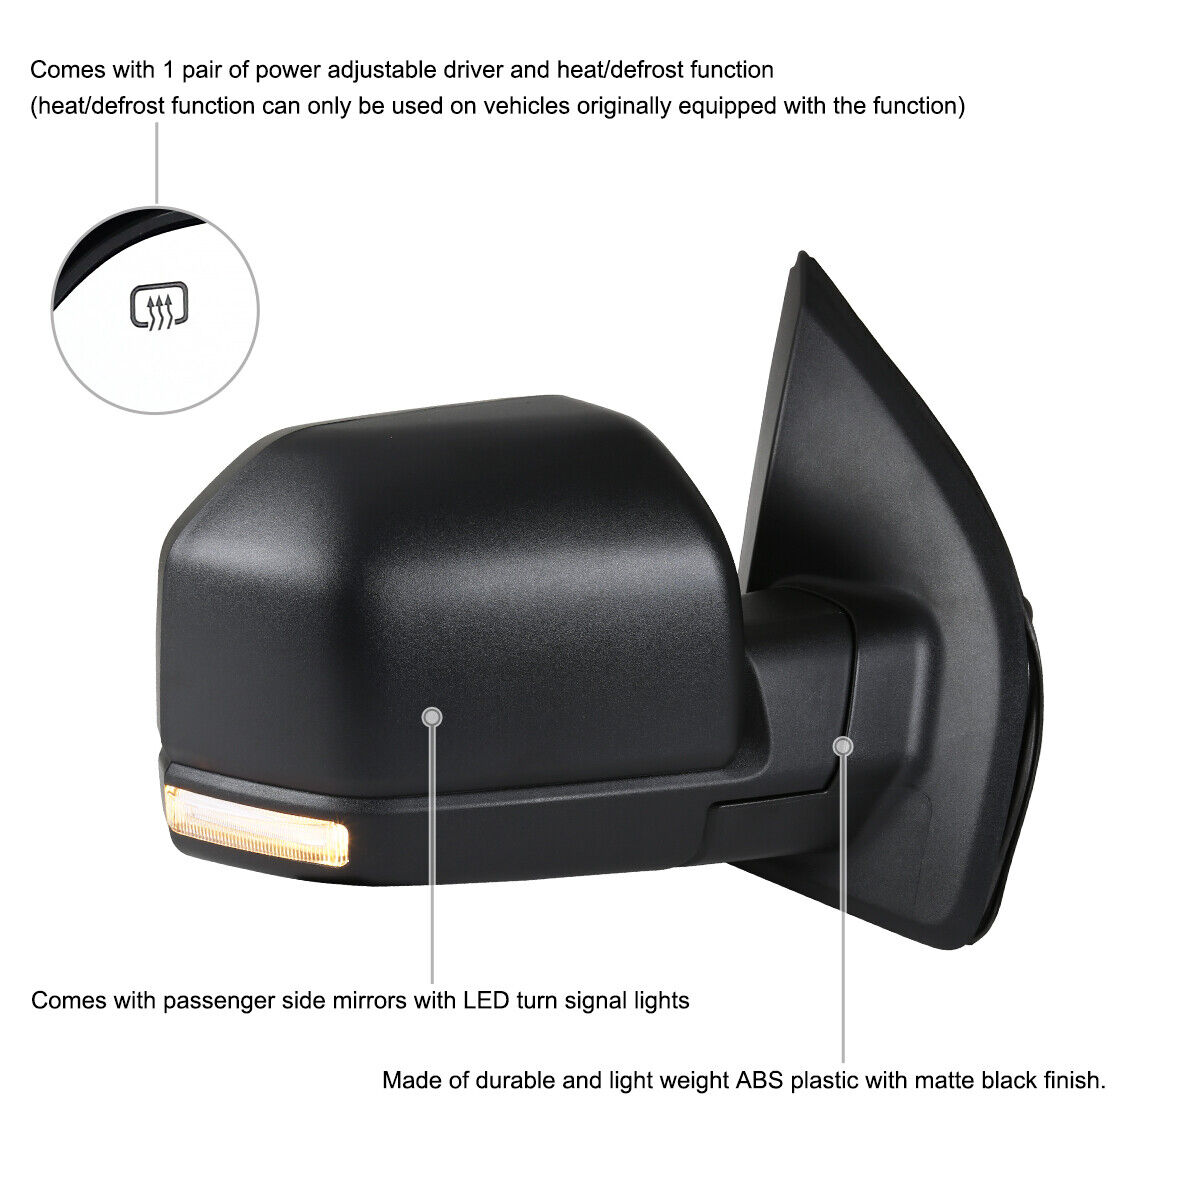 Comes with 1 pair of power adjustable driver and heat/defrost function
(heat/defrost function can only be used on vehicles originally equipped with the function)
Comes with passenger side mirrors with LED turn signal lights
Made of durable and light weight ABS plastic with matte black finish.